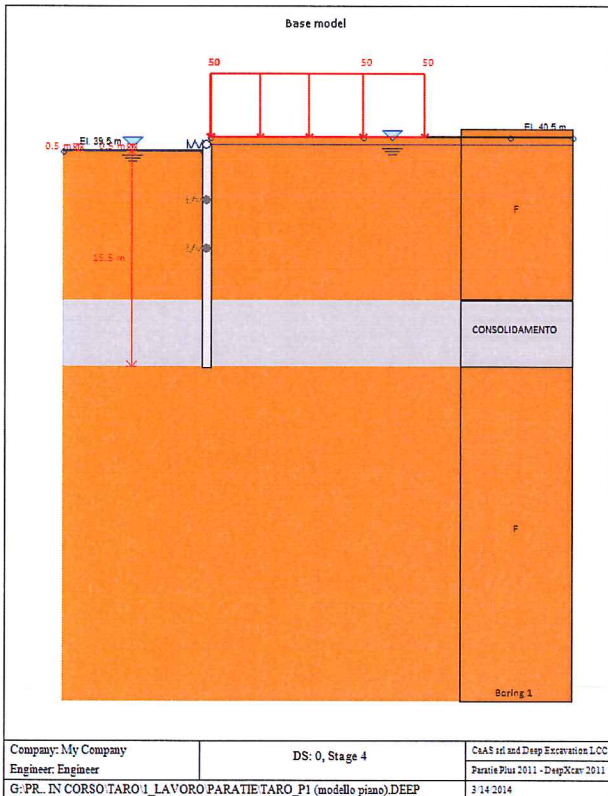 Base model
50 50 50
El. 39.5 m
El. 40.5 m
0.5 m
15.5 m
F
CONSOLIDAMENTO
F
Boring 1
Company: My Company
Engineer: Engineer
DS: 0, Stage 4
CeAS srl and Deep Excavation LCC
Paratie Plus 2011 - DeepXcav 2011
G:\PR_ IN CORSO\TARO\1_LAVORO\PARATIE\TARO_P1 (modello piano).DEEP
3 14 2014